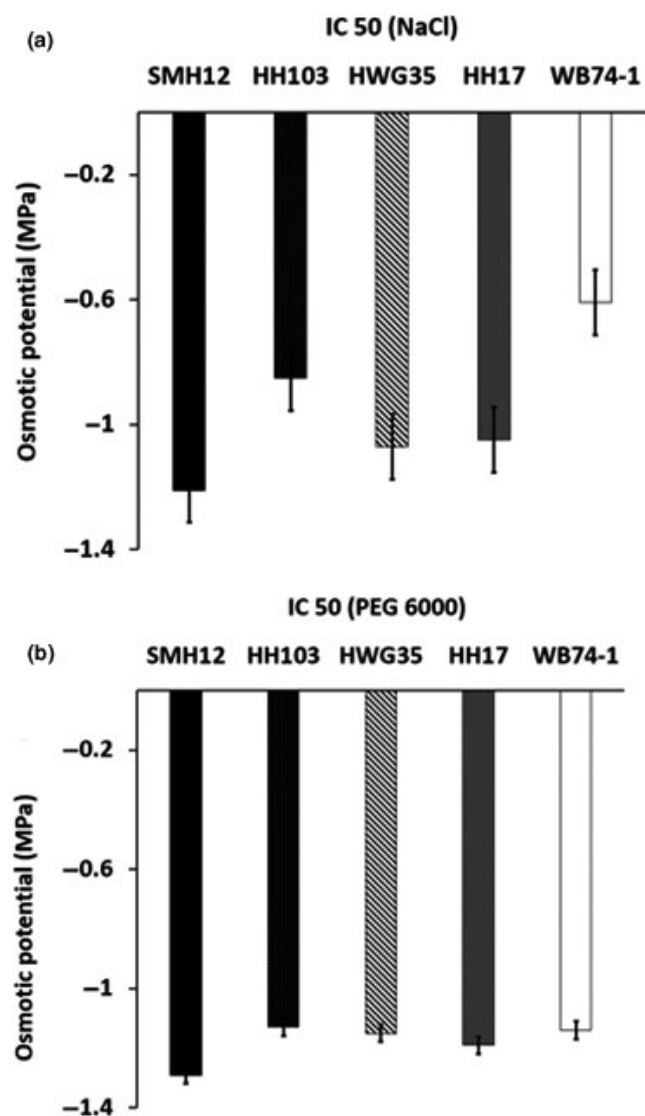 (a)
IC 50 (NaCl)
SMH12 HH103 HWG35 HH17 WB74-1
Osmotic potential (MPa)
–0.2
–0.6
–1
–1.4
IC 50 (PEG 6000)
(b)
SMH12 HH103 HWG35 HH17 WB74-1
Osmotic potential (MPa)
–0.2
–0.6
–1
–1.4